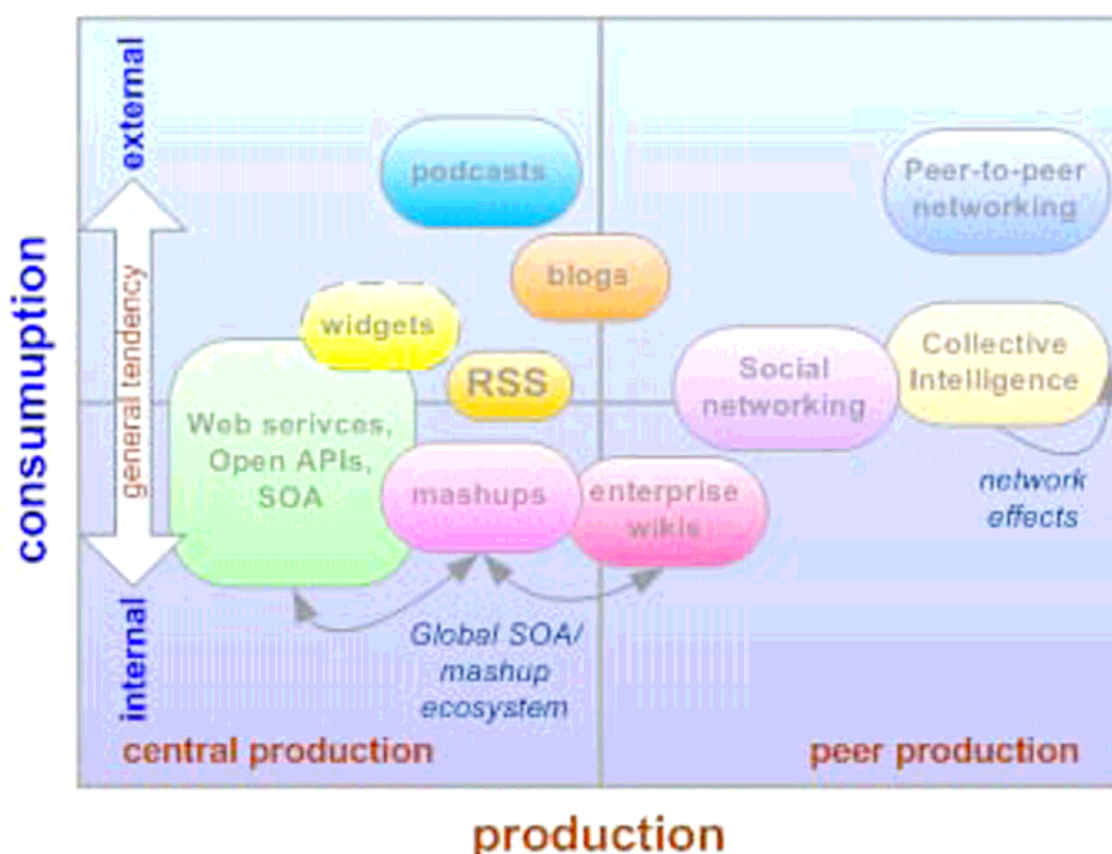 external
podcasts
Peer-to-peer
networking
blogs
widgets
consumuption
general tendency
RSS
Social
networking
Collective
Intelligence
Web serivces,
Open APIs,
SOA
mashups
enterprise
wikis
network
effects
internal
Global SOA/
mashup
ecosystem
central production
peer production
production